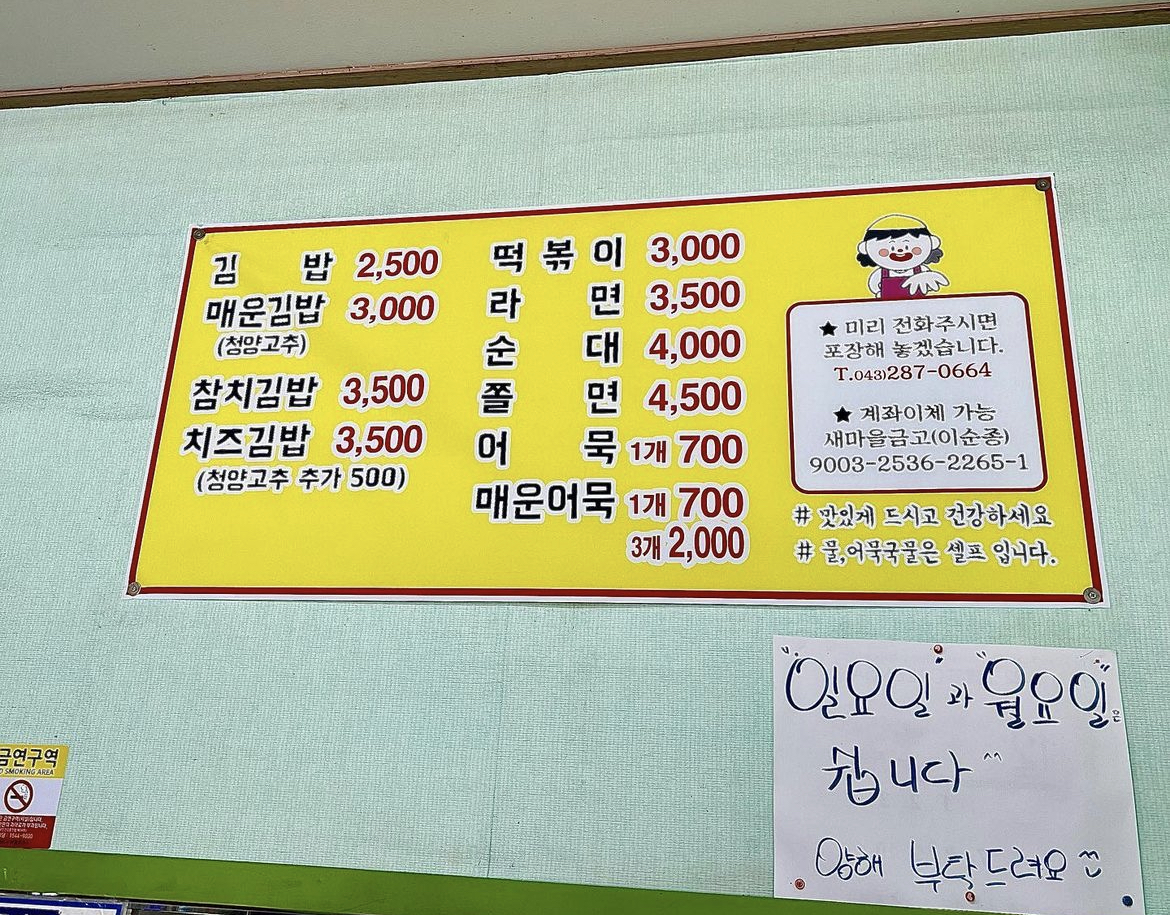 김 밥 2,500
매운김밥 3,000
(청양고추)
참치김밥 3,500
치즈김밥 3,500
(청양고추 추가 500)
떡볶이 3,000
라면 3,500
순대 4,000
쫄면 4,500
어묵 1개 700
매운어묵 1개 700
3개 2,000
★ 미리 전화주시면
포장해 놓겠습니다.
T.043)287-0664
★ 계좌이체 가능
새마을금고(이순종)
9003-2536-2265-1
# 맛있게 드시고 건강하세요
# 물,어묵국물은 셀프 입니다.
"일요일"과 "월요일"은
쉽니다 ^^
양해 부탁드려요
금연구역
SMOKING AREA